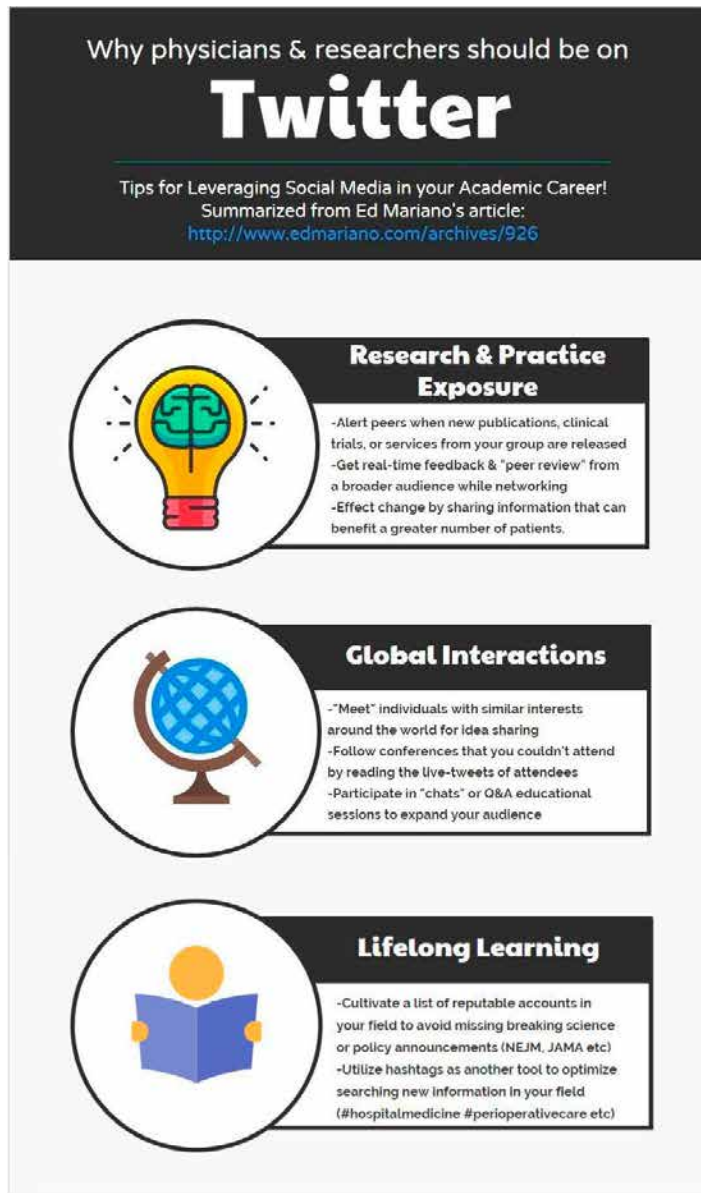 Why physicians & researchers should be on
Twitter
Tips for Leveraging Social Media in your Academic Career!
Summarized from Ed Mariano's article:
http://www.edmariano.com/archives/926
Research & Practice
Exposure
-Alert peers when new publications, clinical
trials, or services from your group are released
-Get real-time feedback & "peer review" from
a broader audience while networking
-Effect change by sharing information that can
benefit a greater number of patients.
Global Interactions
-"Meet" individuals with similar interests
around the world for idea sharing
-Follow conferences that you couldn't attend
by reading the live-tweets of attendees
-Participate in "chats" or Q&A educational
sessions to expand your audience
Lifelong Learning
-Cultivate a list of reputable accounts in
your field to avoid missing breaking science
or policy announcements (NEJM, JAMA etc)
-Utilize hashtags as another tool to optimize
searching new information in your field
(#hospitalmedicine #perioperativecare etc)